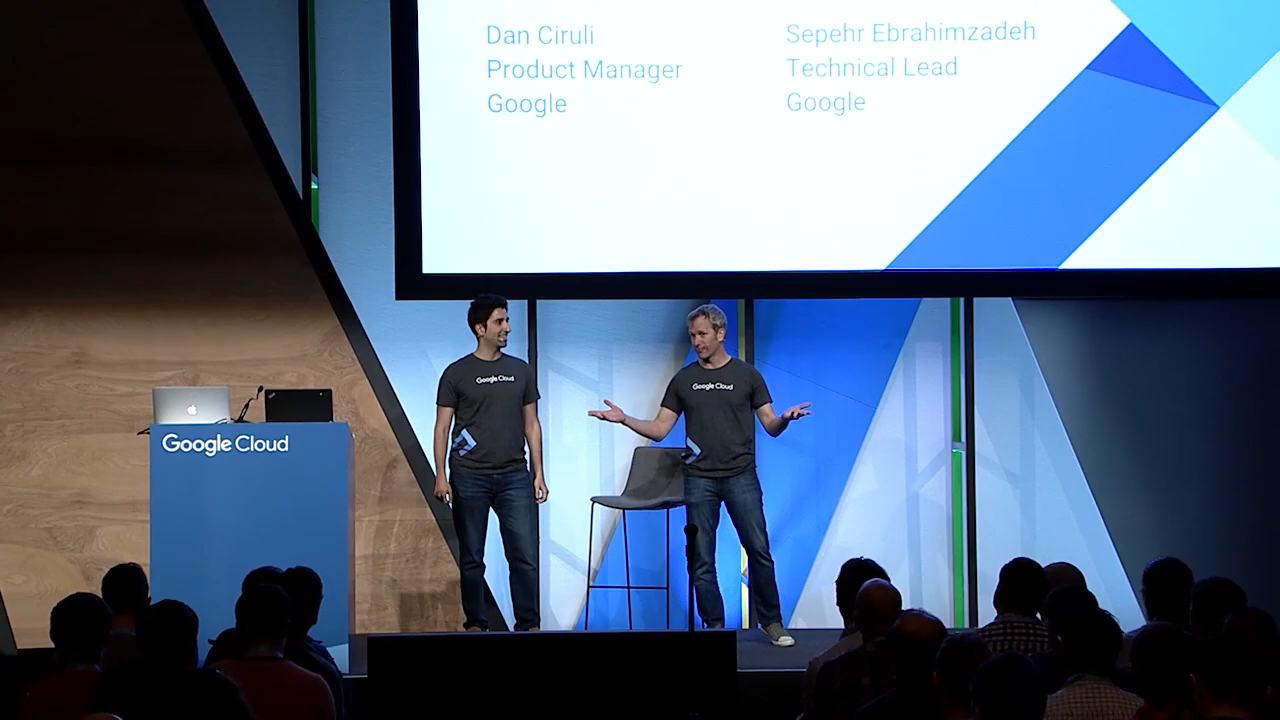 Dan Ciruli
Product Manager
Google
Sepehr Ebrahimzadeh
Technical Lead
Google
Google Cloud
Google Cloud
Google Cloud